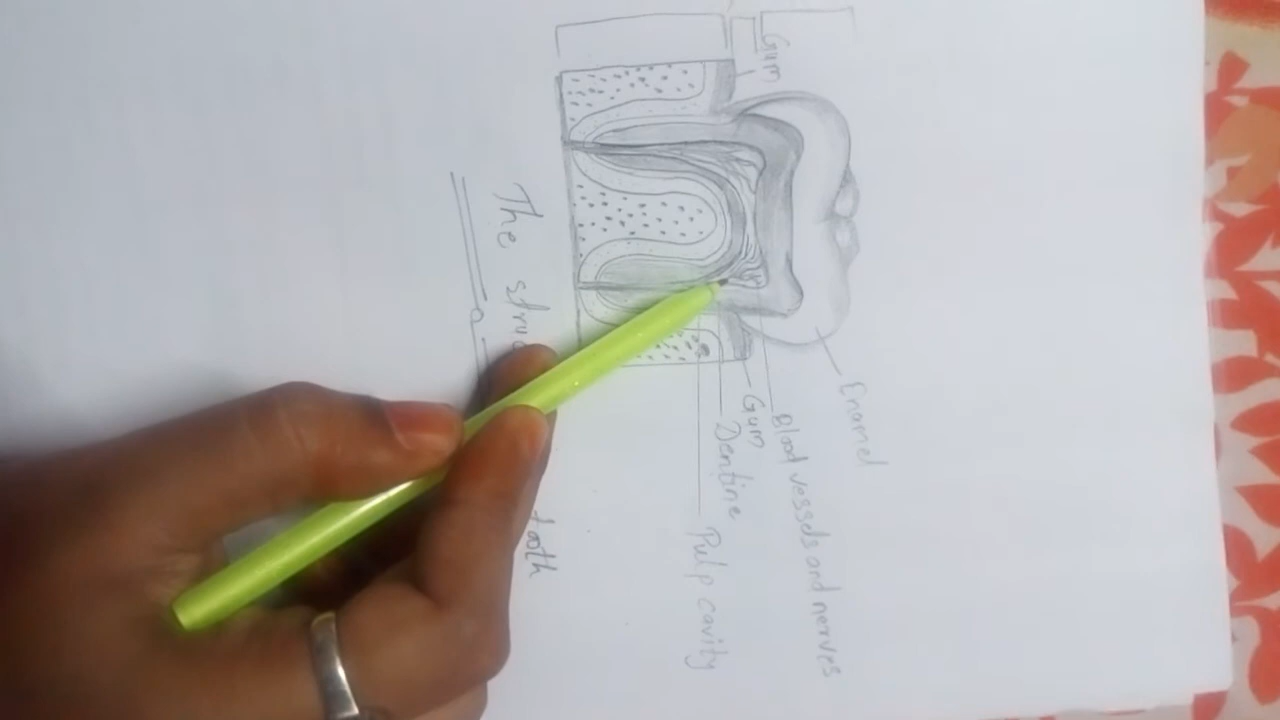 Gum
Enamel
Blood vessels and nerves
Gum
Dentine
Pulp cavity
The
tooth